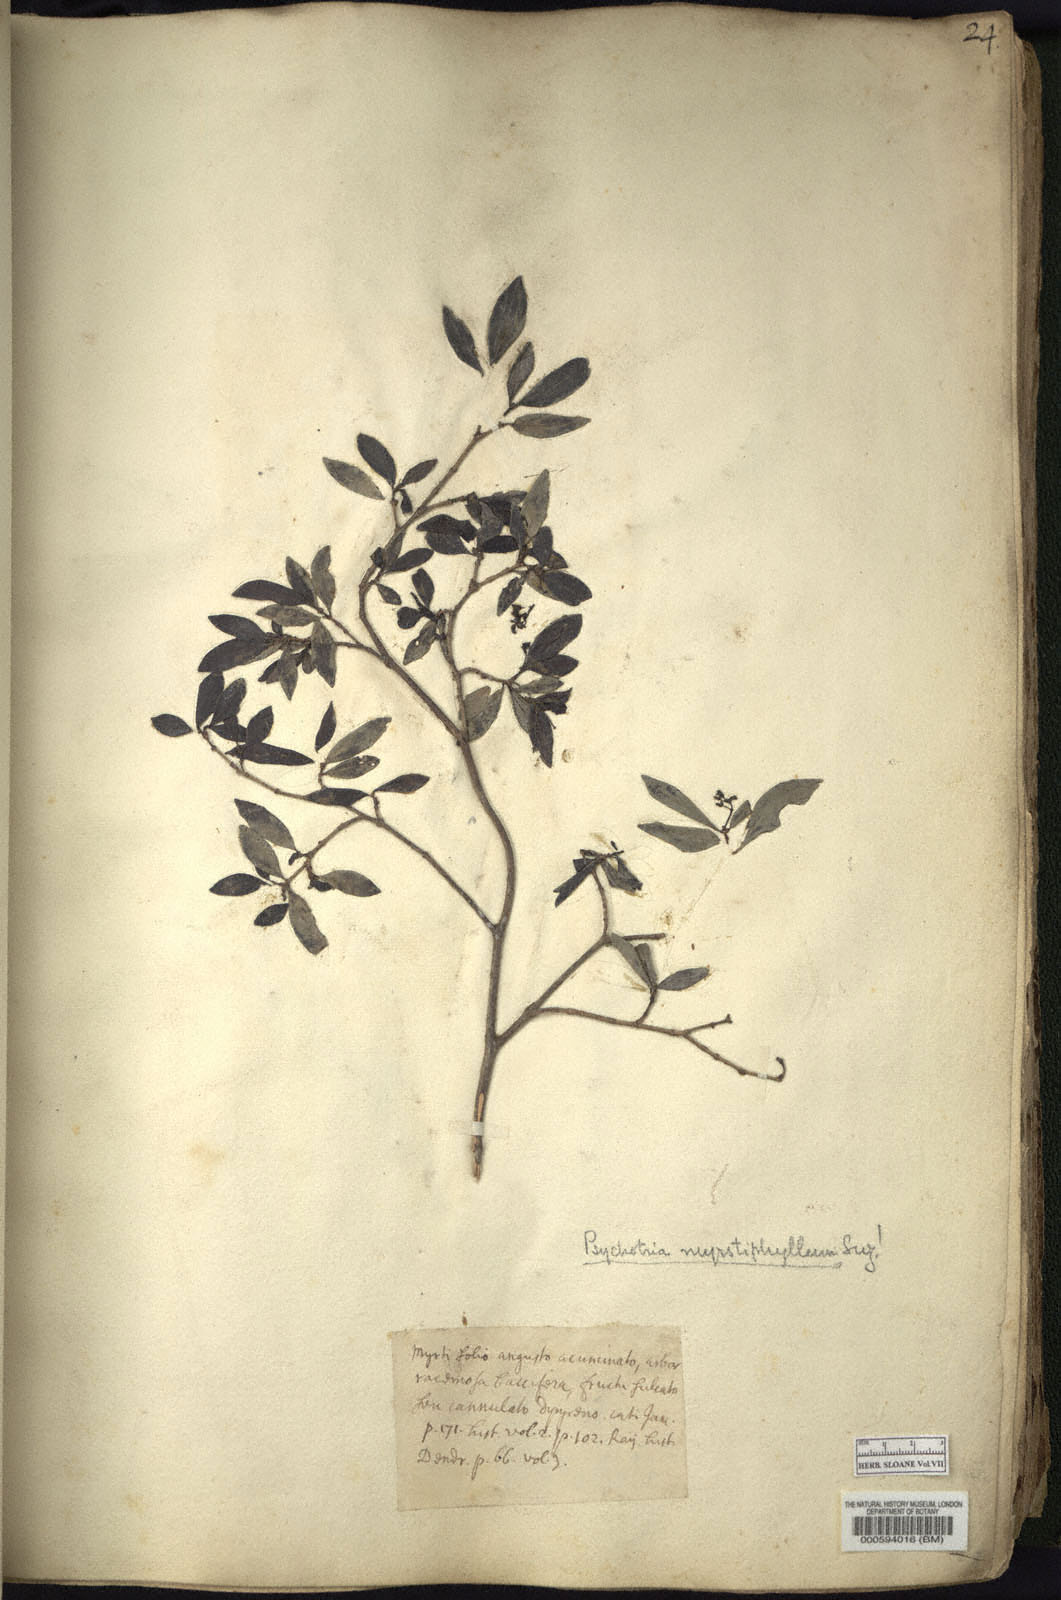 24
Psychotria myrstiphyllum Sw!
Myrti folio angusto acuminato, arbor
racemosa baccifera, fructu sulcato
seu cannulato dypyreno. cat: Jam.
p. 171. hist. vol. 2. p. 102. Raij. hist.
Dendr. p. 66. vol. 3.
HERB. SLOANE Vol. VII
THE NATURAL HISTORY MUSEUM, LONDON
DEPARTMENT OF BOTANY
000594016 (BM)